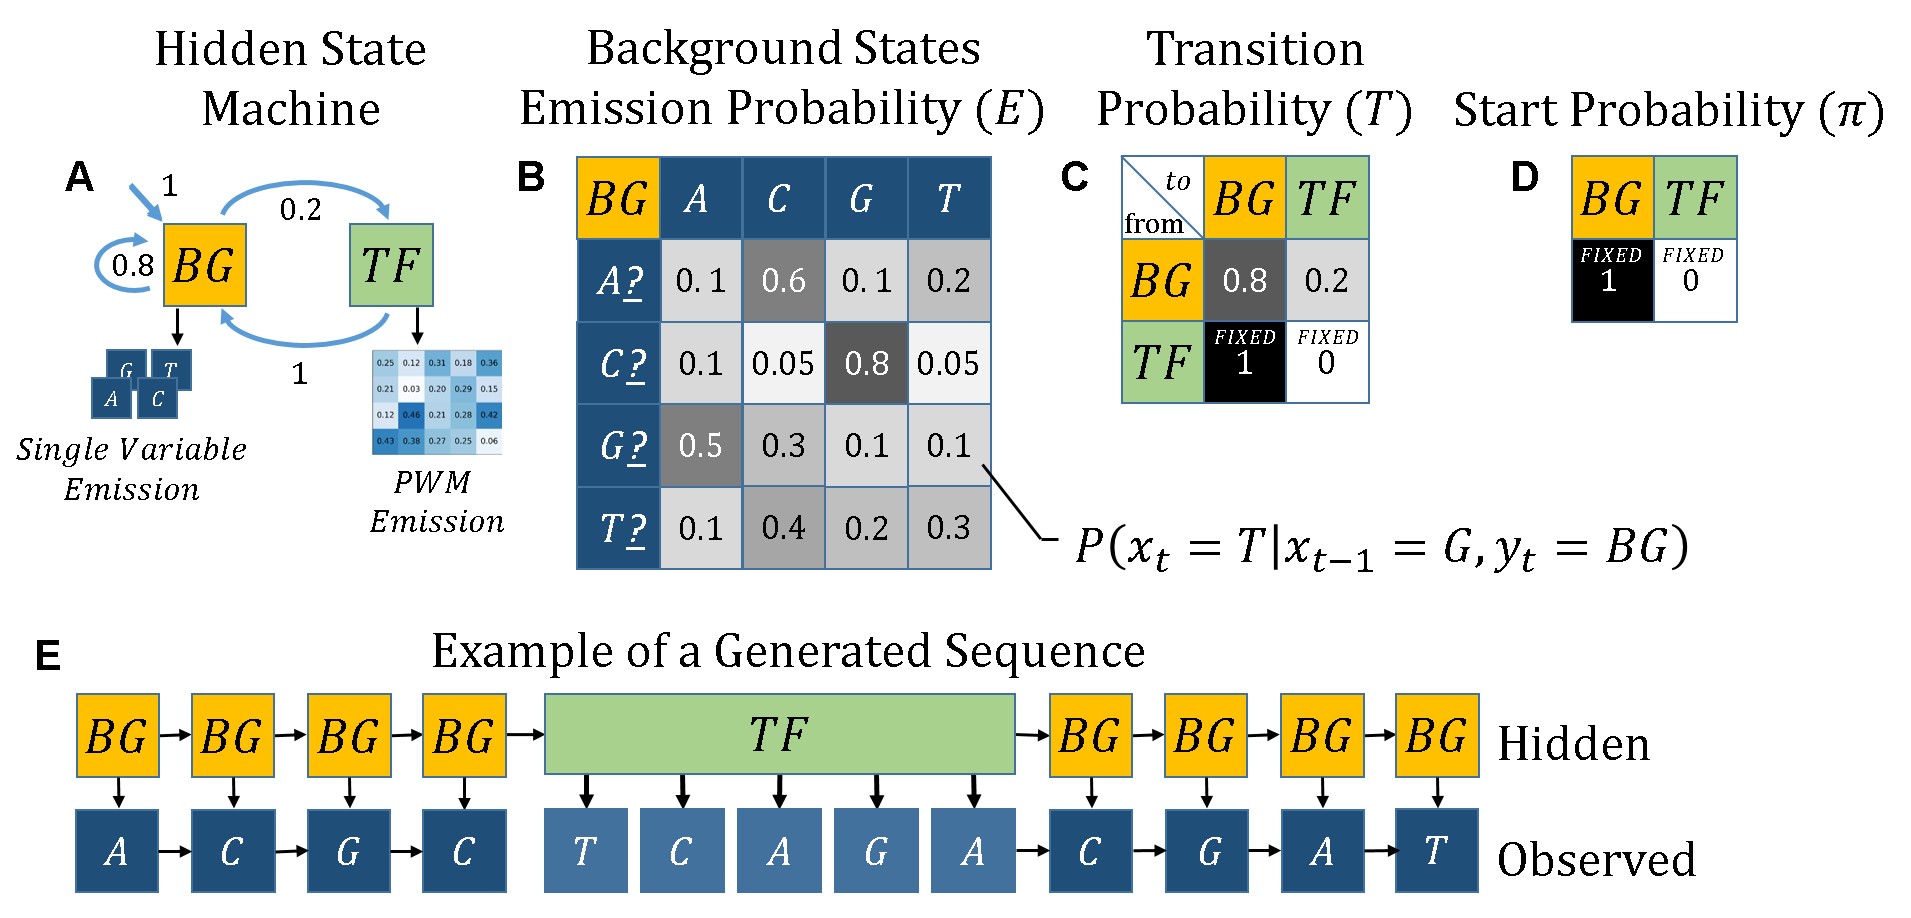 Hidden State
Machine
Background States
Emission Probability (E)
Transition
Probability (T)
Start Probability (π)
A
1
0.2
0.8
BG
TF
1
G T
A C
0.25 0.12 0.31 0.18 0.36
0.21 0.03 0.20 0.29 0.15
0.12 0.46 0.21 0.28 0.42
0.43 0.38 0.27 0.25 0.06
Single Variable
Emission
PWM
Emission
B
BG A C G T
A? 0.1 0.6 0.1 0.2
C? 0.1 0.05 0.8 0.05
G? 0.5 0.3 0.1 0.1
T? 0.1 0.4 0.2 0.3
P(xₜ = T|xₜ₋₁ = G, yₜ = BG)
C
to
from
BG TF
BG 0.8 0.2
TF FIXED 1 FIXED 0
D
BG TF
FIXED FIXED
1 0
E
Example of a Generated Sequence
BG BG BG BG TF BG BG BG BG Hidden
A C G C T C A G A C G A T Observed